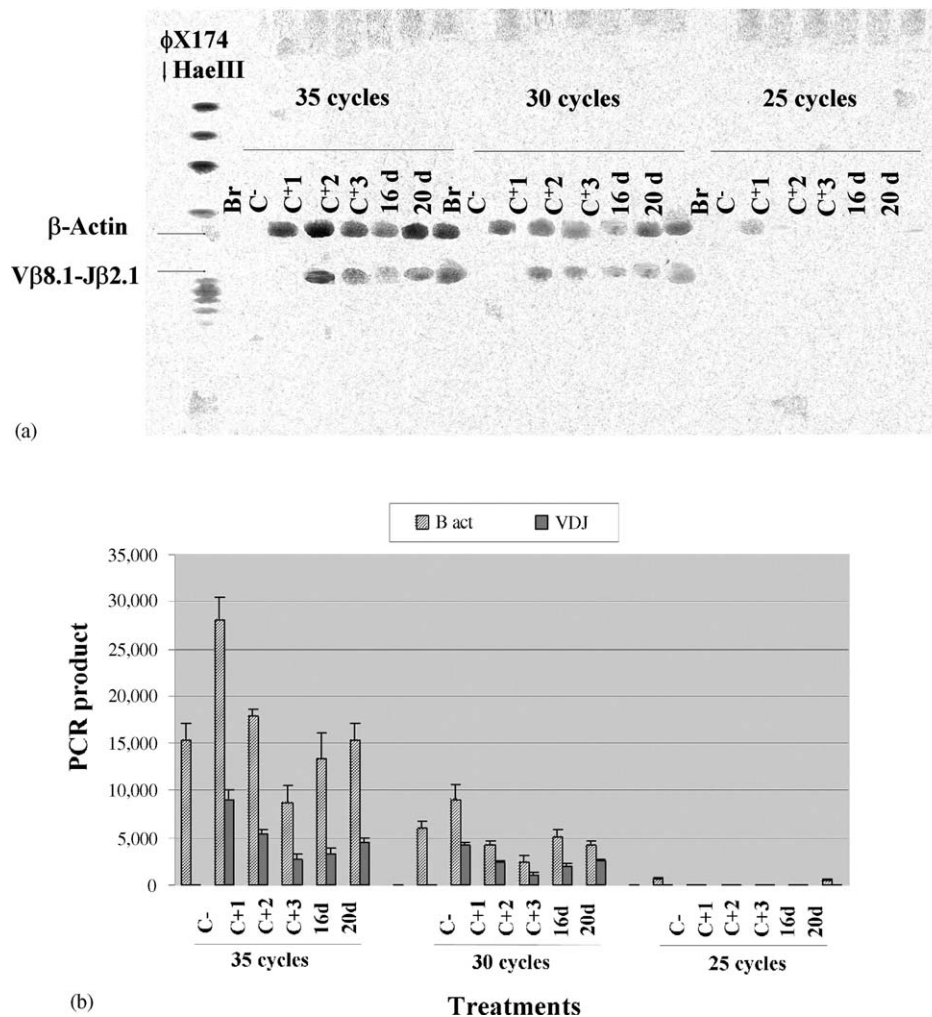 ϕX174
↓ HaeIII
35 cycles
30 cycles
25 cycles
Br C- C+1 C+2 C+3 16 d 20 d Br C- C+1 C+2 C+3 16 d 20 d Br C- C+1 C+2 C+3 16 d 20 d
β-Actin
Vβ8.1-Jβ2.1
(a)
B act VDJ
35,000
30,000
25,000
20,000
15,000
10,000
5,000
0
PCR product
C- C+1 C+2 C+3 16d 20d C- C+1 C+2 C+3 16d 20d C- C+1 C+2 C+3 16d 20d
35 cycles 30 cycles 25 cycles
(b)
Treatments